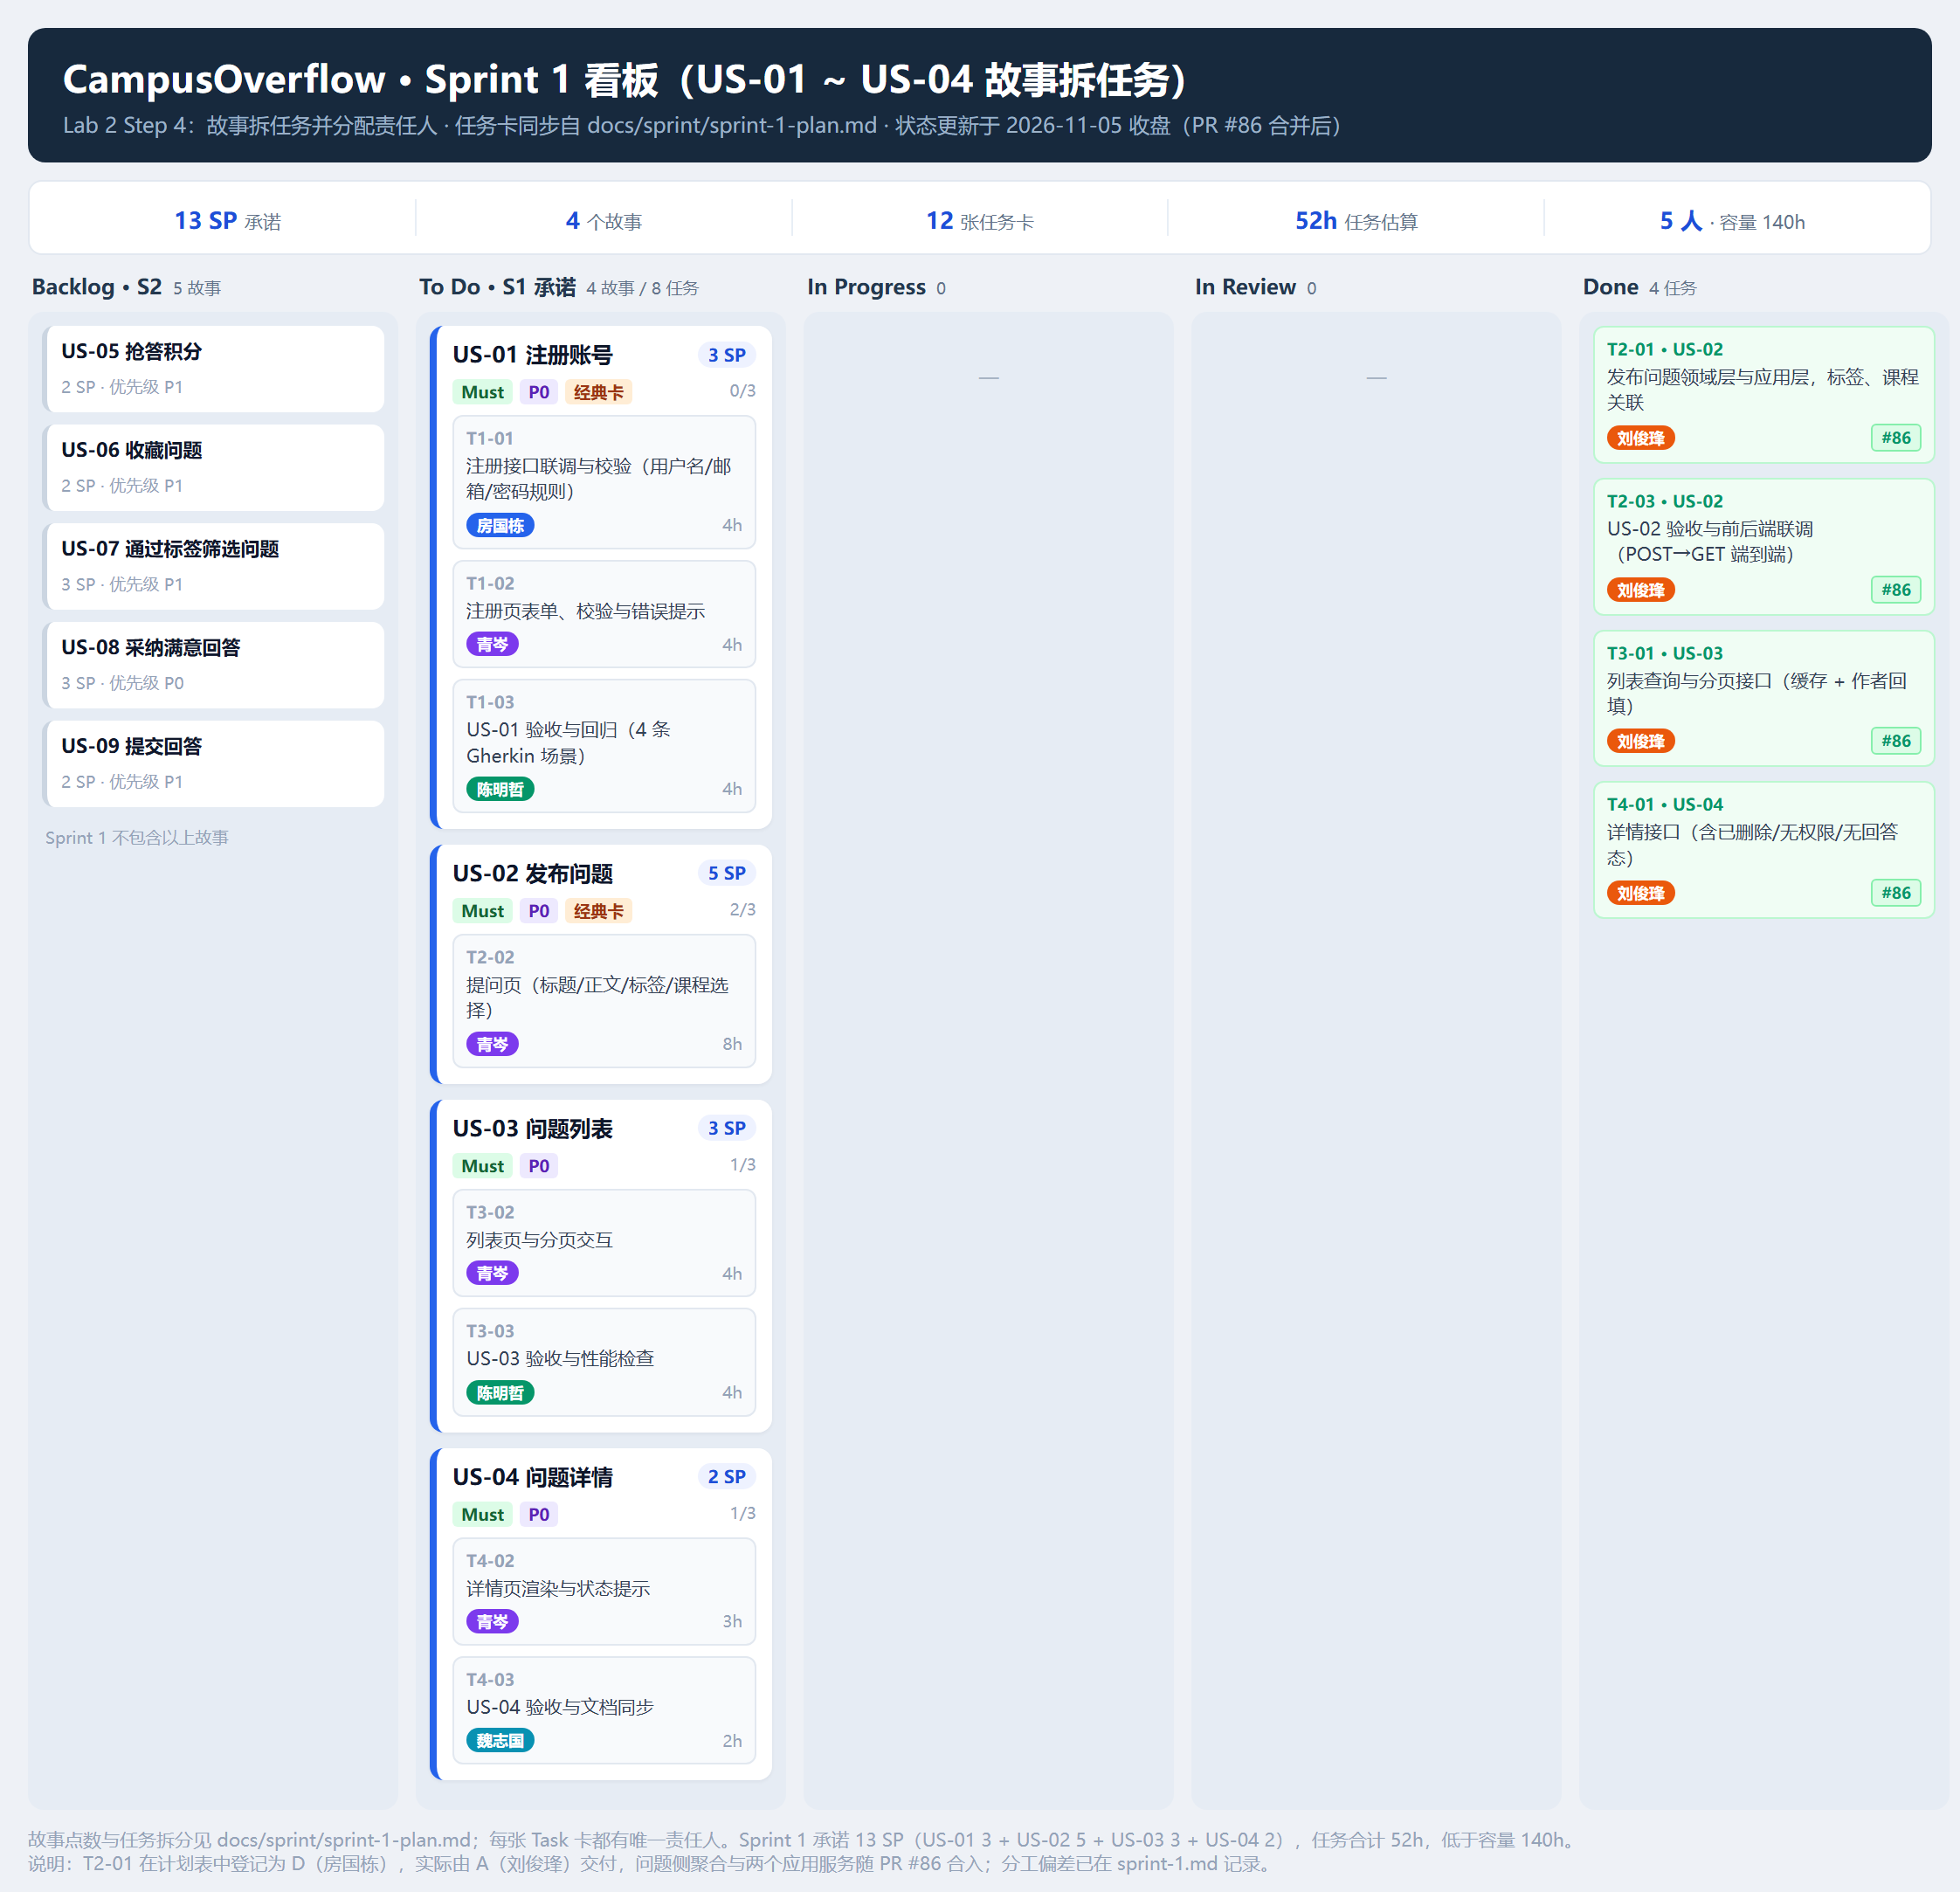 CampusOverflow • Sprint 1 看板（US-01 ~ US-04 故事拆任务）
Lab 2 Step 4：故事拆任务并分配责任人 · 任务卡同步自 docs/sprint/sprint-1-plan.md · 状态更新于 2026-11-05 收盘（PR #86 合并后）
13 SP 承诺
4 个故事
12 张任务卡
52h 任务估算
5 人 · 容量 140h
Backlog • S2 5 故事
US-05 抢答积分
2 SP · 优先级 P1
US-06 收藏问题
2 SP · 优先级 P1
US-07 通过标签筛选问题
3 SP · 优先级 P1
US-08 采纳满意回答
3 SP · 优先级 P0
US-09 提交回答
2 SP · 优先级 P1
Sprint 1 不包含以上故事
To Do • S1 承诺 4 故事 / 8 任务
US-01 注册账号 3 SP
Must P0 经典卡 0/3
T1-01
注册接口联调与校验（用户名/邮
箱/密码规则）
房国栋 4h
T1-02
注册页表单、校验与错误提示
青岑 4h
T1-03
US-01 验收与回归（4 条
Gherkin 场景）
陈明哲 4h
US-02 发布问题 5 SP
Must P0 经典卡 2/3
T2-02
提问页（标题/正文/标签/课程选
择）
青岑 8h
US-03 问题列表 3 SP
Must P0 1/3
T3-02
列表页与分页交互
青岑 4h
T3-03
US-03 验收与性能检查
陈明哲 4h
US-04 问题详情 2 SP
Must P0 1/3
T4-02
详情页渲染与状态提示
青岑 3h
T4-03
US-04 验收与文档同步
魏志国 2h
In Progress 0
—
In Review 0
—
Done 4 任务
T2-01 • US-02
发布问题领域层与应用层，标签、课程
关联
刘俊琒 #86
T2-03 • US-02
US-02 验收与前后端联调
（POST→GET 端到端）
刘俊琒 #86
T3-01 • US-03
列表查询与分页接口（缓存 + 作者回
填）
刘俊琒 #86
T4-01 • US-04
详情接口（含已删除/无权限/无回答
态）
刘俊琒 #86
故事点数与任务拆分见 docs/sprint/sprint-1-plan.md；每张 Task 卡都有唯一责任人。Sprint 1 承诺 13 SP（US-01 3 + US-02 5 + US-03 3 + US-04 2），任务合计 52h，低于容量 140h。
说明：T2-01 在计划表中登记为 D（房国栋），实际由 A（刘俊琒）交付，问题侧聚合与两个应用服务随 PR #86 合入；分工偏差已在 sprint-1.md 记录。